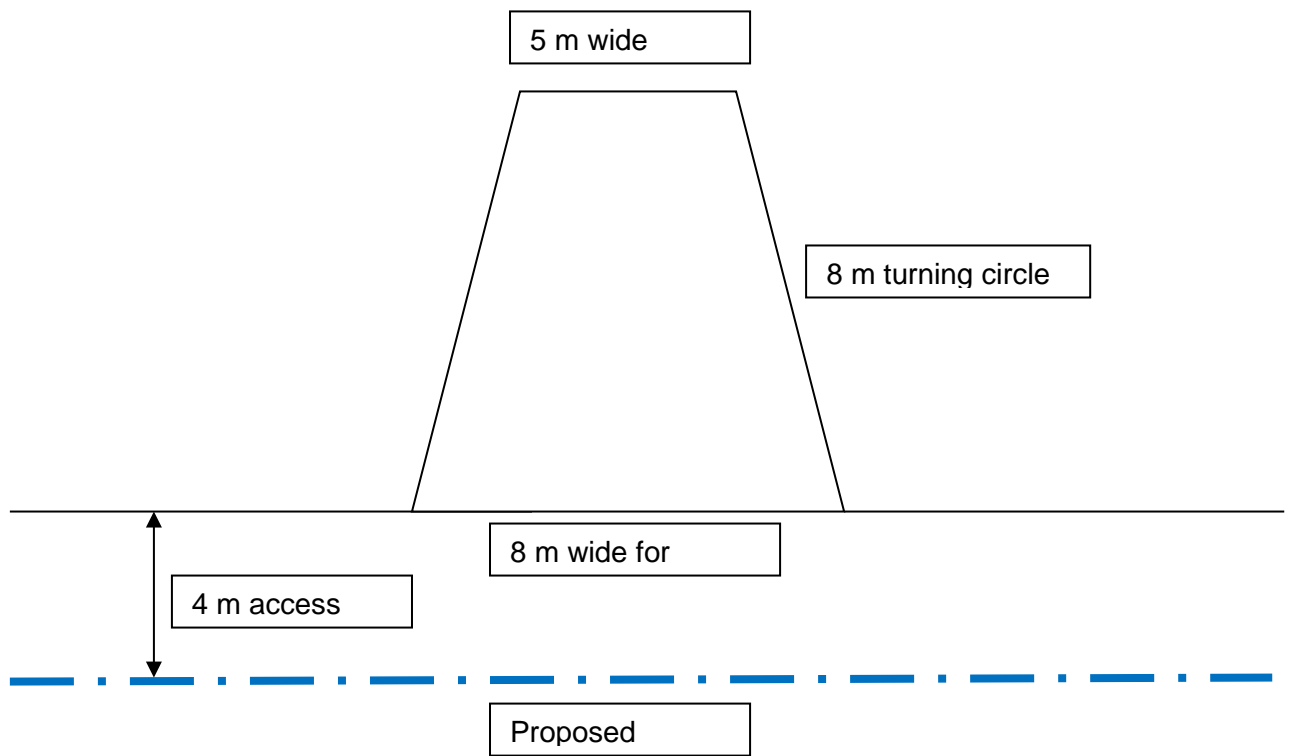 5 m wide
8 m turning circle
8 m wide for
4 m access
Proposed